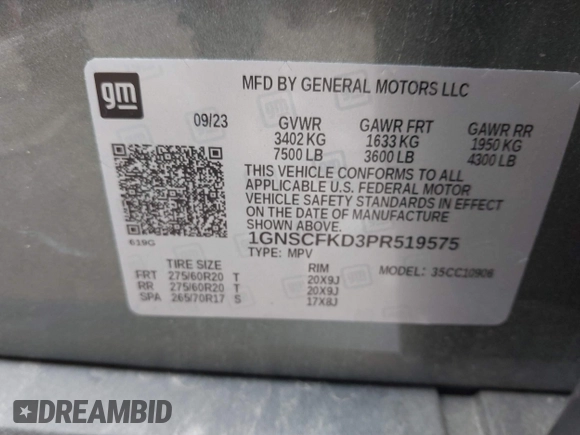 gm
MFD BY GENERAL MOTORS LLC
09/23 GVWR GAWR FRT GAWR RR
3402 KG 1633 KG 1950 KG
7500 LB 3600 LB 4300 LB
THIS VEHICLE CONFORMS TO ALL
APPLICABLE U.S. FEDERAL MOTOR
VEHICLE SAFETY STANDARDS IN EFFECT
ON THE DATE OF MANUFACTURE
SHOWN ABOVE.
619G
1GNSCFKD3PR519575
TYPE: MPV
TIRE SIZE RIM MODEL: 35CC10906
FRT 275/60R20 T 20X9J
RR 275/60R20 T 20X9J
SPA 265/70R17 S 17X8J
DREAMBID